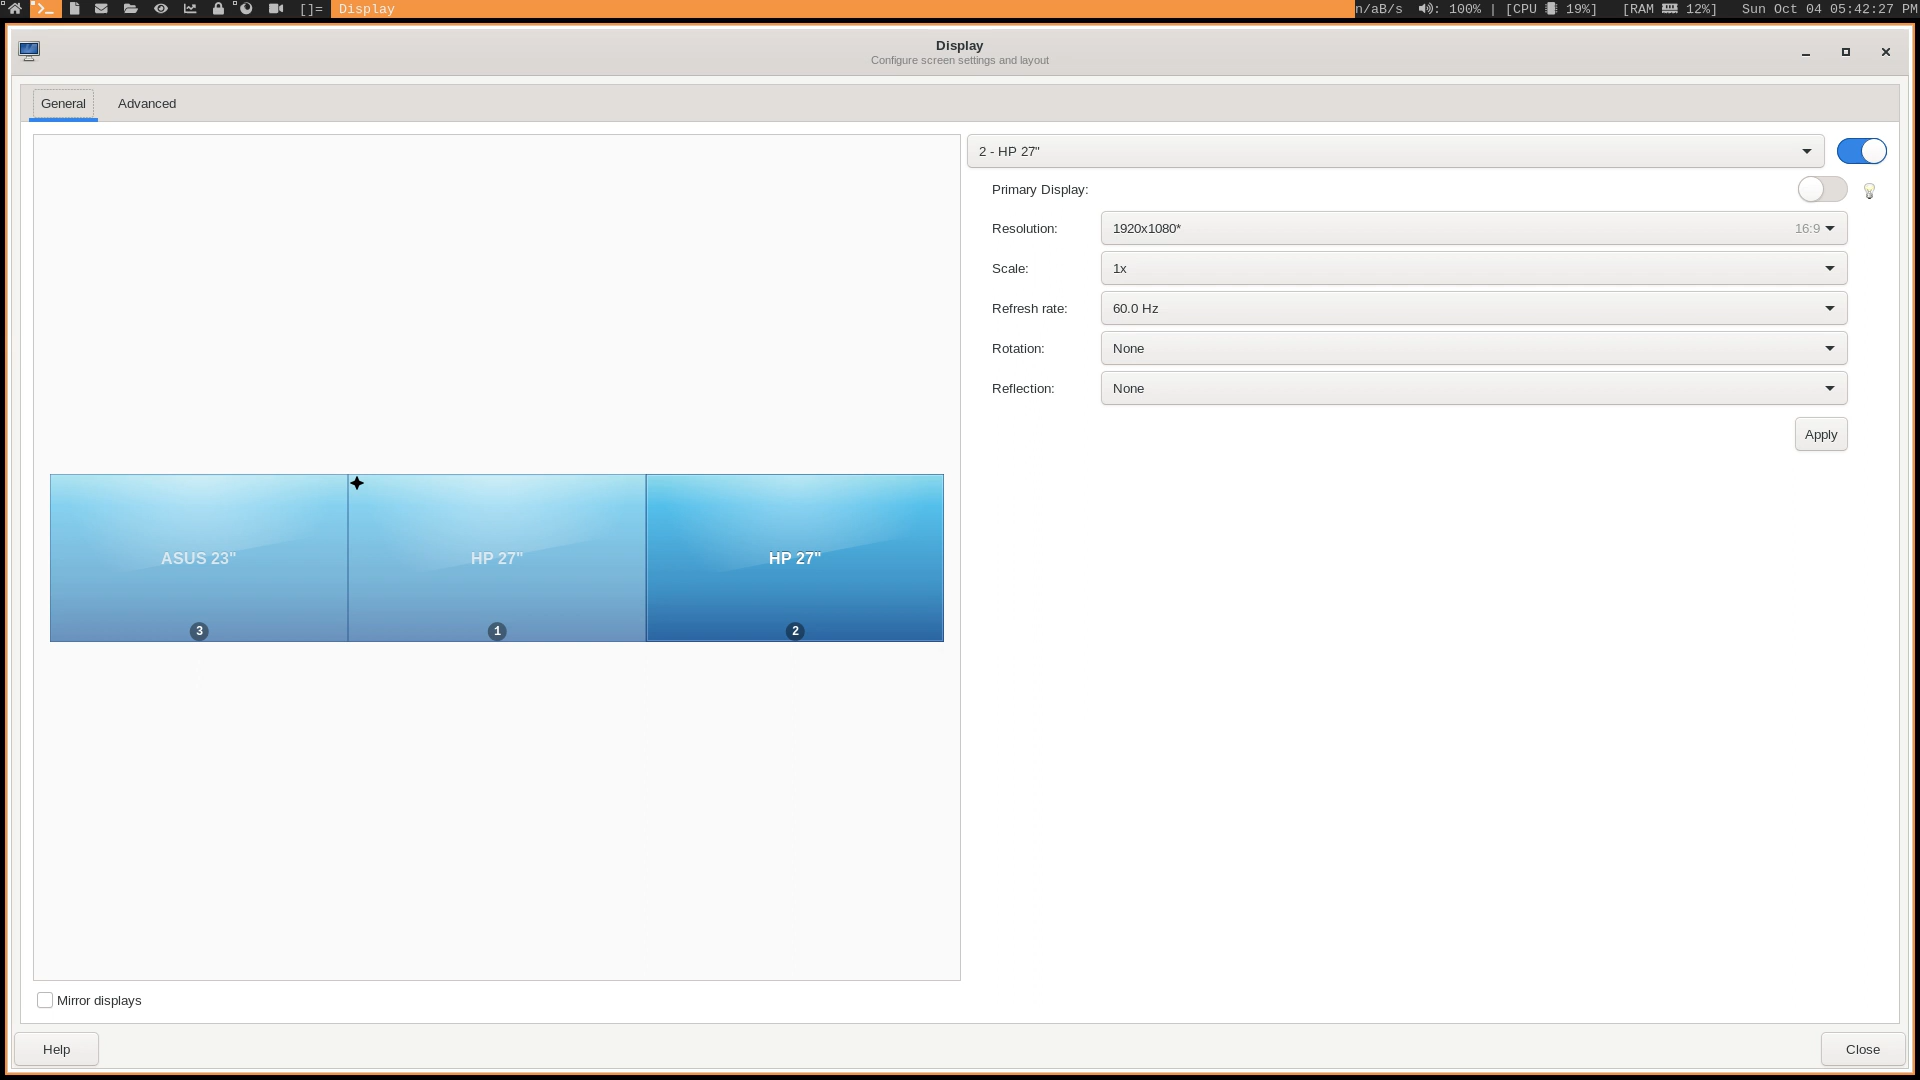 []= Display n/aB/s : 100% | [CPU 19%] [RAM 12%] Sun Oct 04 05:42:27 PM
Display
Configure screen settings and layout
General Advanced
2 - HP 27"
Primary Display:
Resolution: 1920x1080* 16:9
Scale: 1x
Refresh rate: 60.0 Hz
Rotation: None
Reflection: None
Apply
ASUS 23" HP 27" HP 27"
3 1 2
Mirror displays
Help Close